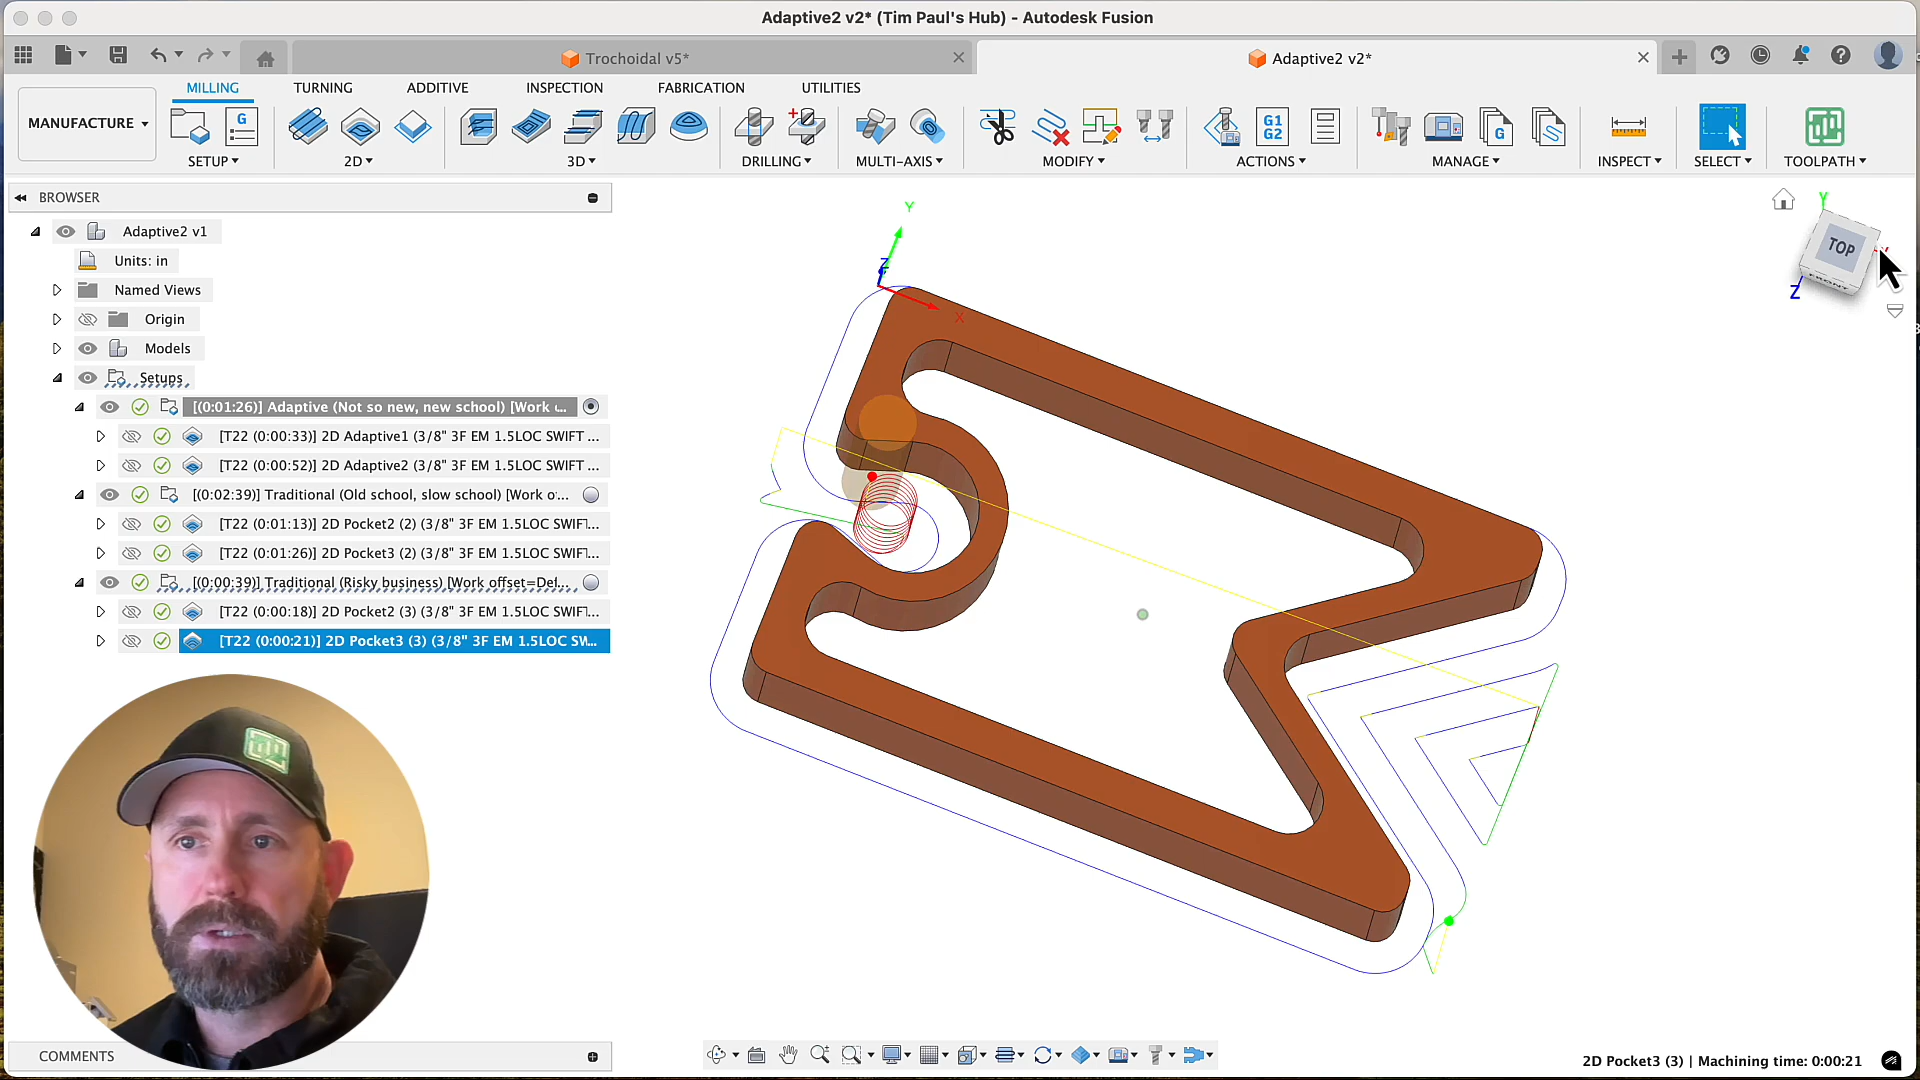 Adaptive2 v2* (Tim Paul's Hub) - Autodesk Fusion
Trochoidal v5*
Adaptive2 v2*
MILLING TURNING ADDITIVE INSPECTION FABRICATION UTILITIES
MANUFACTURE
G
G1
G2
G
SETUP 2D 3D DRILLING MULTI-AXIS MODIFY ACTIONS MANAGE INSPECT SELECT TOOLPATH
BROWSER
Adaptive2 v1
Units: in
Named Views
Origin
Models
Setups
[(0:01:26)] Adaptive (Not so new, new school) [Work c...
[T22 (0:00:33)] 2D Adaptive1 (3/8" 3F EM 1.5LOC SWIFT ...
[T22 (0:00:52)] 2D Adaptive2 (3/8" 3F EM 1.5LOC SWIFT ...
[(0:02:39)] Traditional (Old school, slow school) [Work o...
[T22 (0:01:13)] 2D Pocket2 (2) (3/8" 3F EM 1.5LOC SWIFT...
[T22 (0:01:26)] 2D Pocket3 (2) (3/8" 3F EM 1.5LOC SWIFT...
[(0:00:39)] Traditional (Risky business) [Work offset=Def...
[T22 (0:00:18)] 2D Pocket2 (3) (3/8" 3F EM 1.5LOC SWIFT...
[T22 (0:00:21)] 2D Pocket3 (3) (3/8" 3F EM 1.5LOC SW...
Y
Z
X
Y
TOP
FRONT
Z
COMMENTS
2D Pocket3 (3) | Machining time: 0:00:21